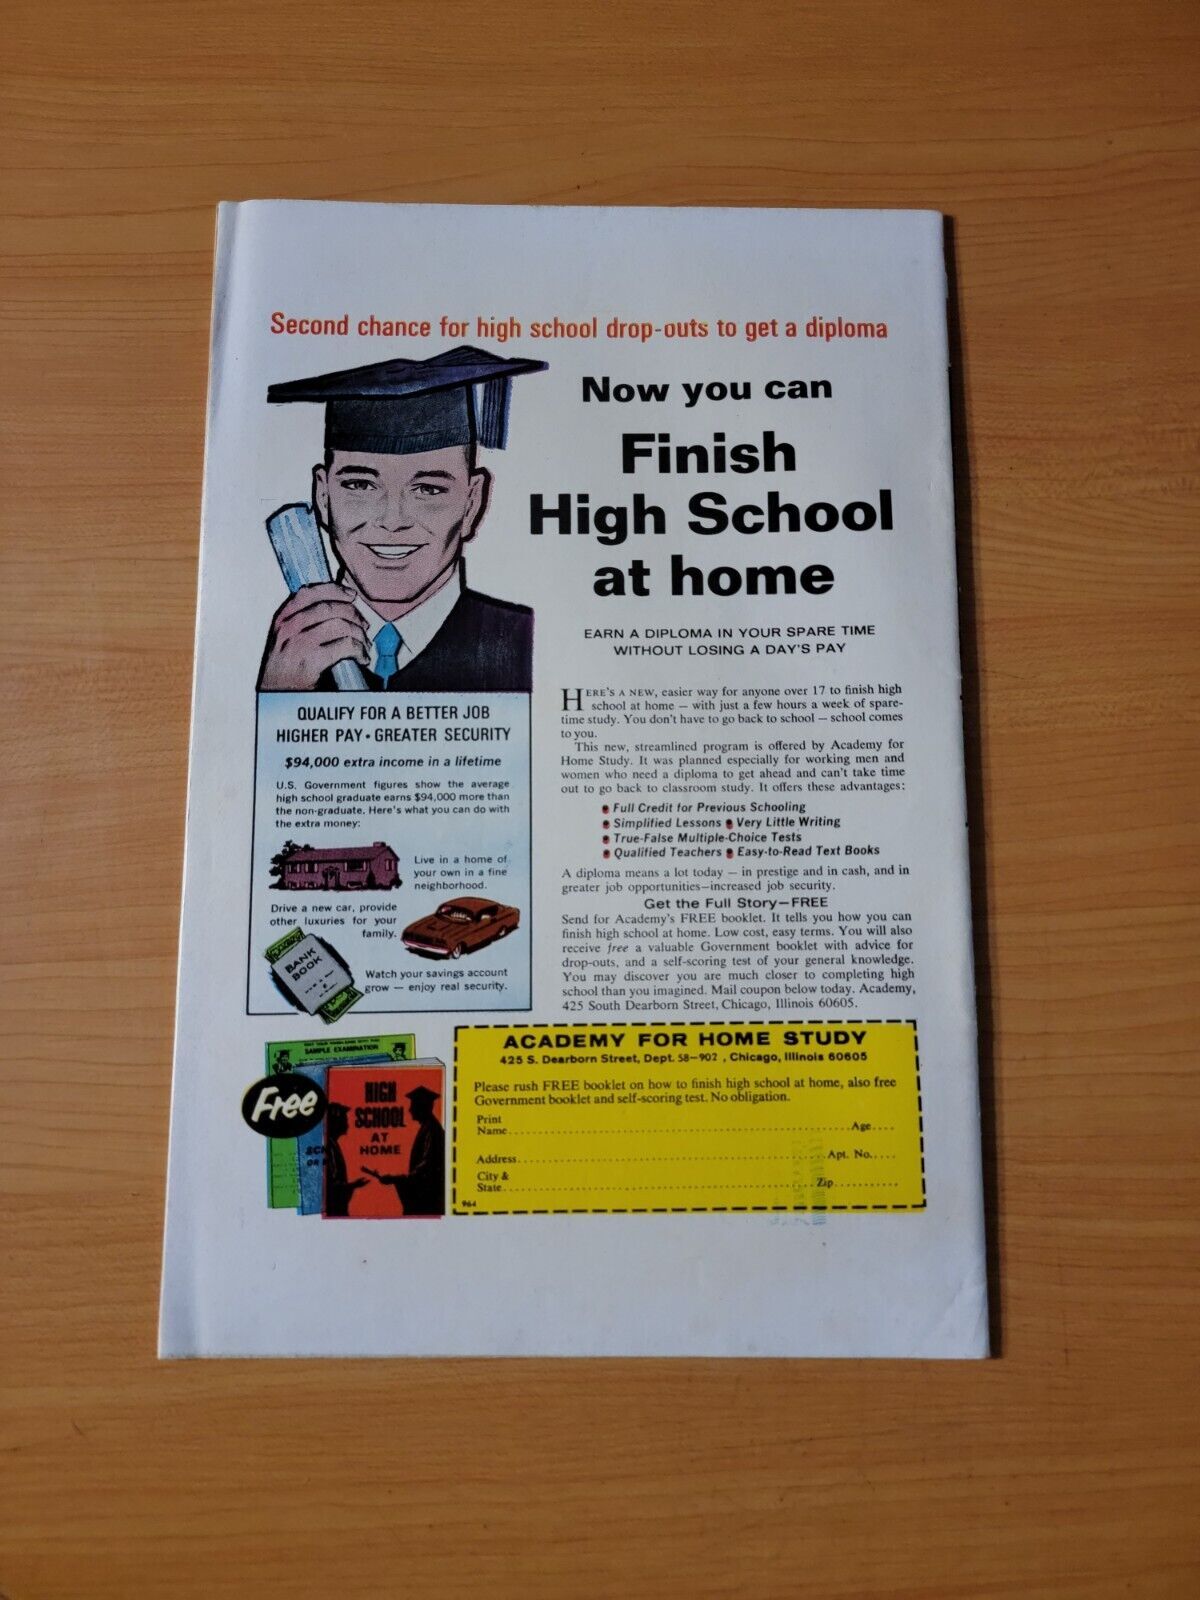 Second chance for high school drop-outs to get a diploma
Now you can
Finish
High School
at home
EARN A DIPLOMA IN YOUR SPARE TIME
WITHOUT LOSING A DAY'S PAY
HERE'S A NEW, easier way for anyone over 17 to finish high
school at home — with just a few hours a week of spare-
time study. You don't have to go back to school — school comes
to you.
This new, streamlined program is offered by Academy for
Home Study. It was planned especially for working men and
women who need a diploma to get ahead and can't take time
out to go back to classroom study. It offers these advantages:
• Full Credit for Previous Schooling
• Simplified Lessons • Very Little Writing
• True-False Multiple-Choice Tests
• Qualified Teachers • Easy-to-Read Text Books
A diploma means a lot today — in prestige and in cash, and in
greater job opportunities—increased job security.
Get the Full Story—FREE
Send for Academy's FREE booklet. It tells you how you can
finish high school at home. Low cost, easy terms. You will also
receive free a valuable Government booklet with advice for
drop-outs, and a self-scoring test of your general knowledge.
You may discover you are much closer to completing high
school than you imagined. Mail coupon below today. Academy,
425 South Dearborn Street, Chicago, Illinois 60605.
QUALIFY FOR A BETTER JOB
HIGHER PAY • GREATER SECURITY
$94,000 extra income in a lifetime
U.S. Government figures show the average
high school graduate earns $94,000 more than
the non-graduate. Here's what you can do with
the extra money:
Live in a home of
your own in a fine
neighborhood.
Drive a new car, provide
other luxuries for your
family.
BANK
BOOK
Watch your savings account
grow — enjoy real security.
SAMPLE EXAMINATION
Free
HIGH
SCHOOL
AT
HOME
ACADEMY FOR HOME STUDY
425 S. Dearborn Street, Dept. 58-902 , Chicago, Illinois 60605
Please rush FREE booklet on how to finish high school at home, also free
Government booklet and self-scoring test. No obligation.
Print
Name Age
Address Apt. No.
City &
State Zip
964